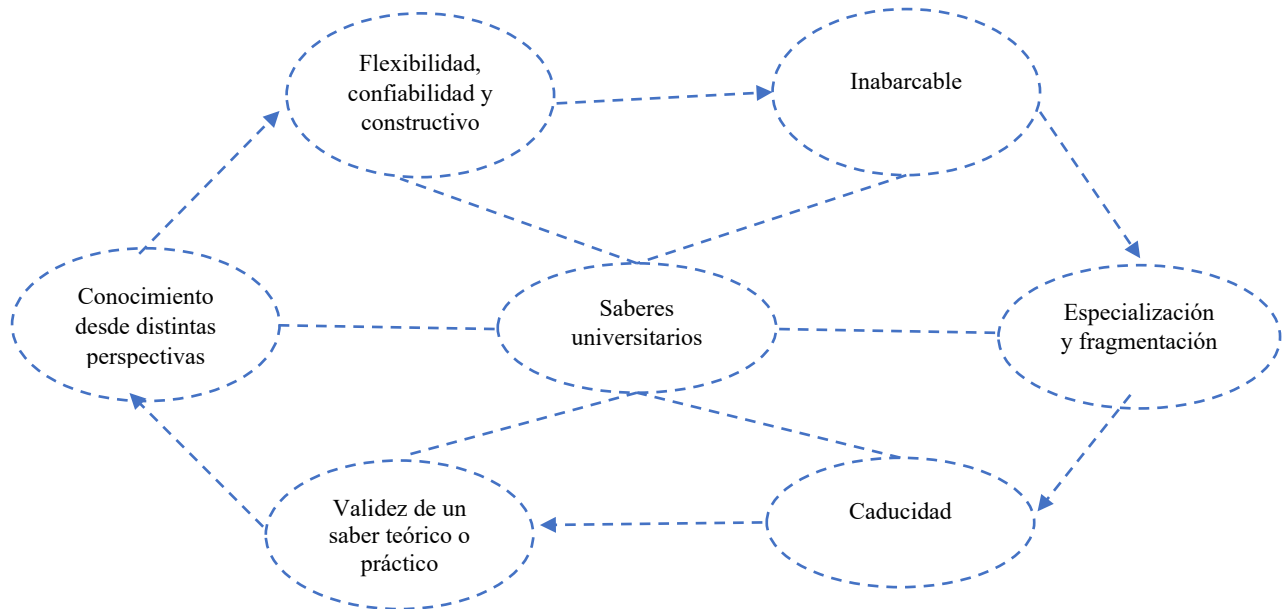 Flexibilidad,
confiabilidad y
constructivo
Inabarcable
Conocimiento
desde distintas
perspectivas
Saberes
universitarios
Especialización
y fragmentación
Validez de un
saber teórico o
práctico
Caducidad